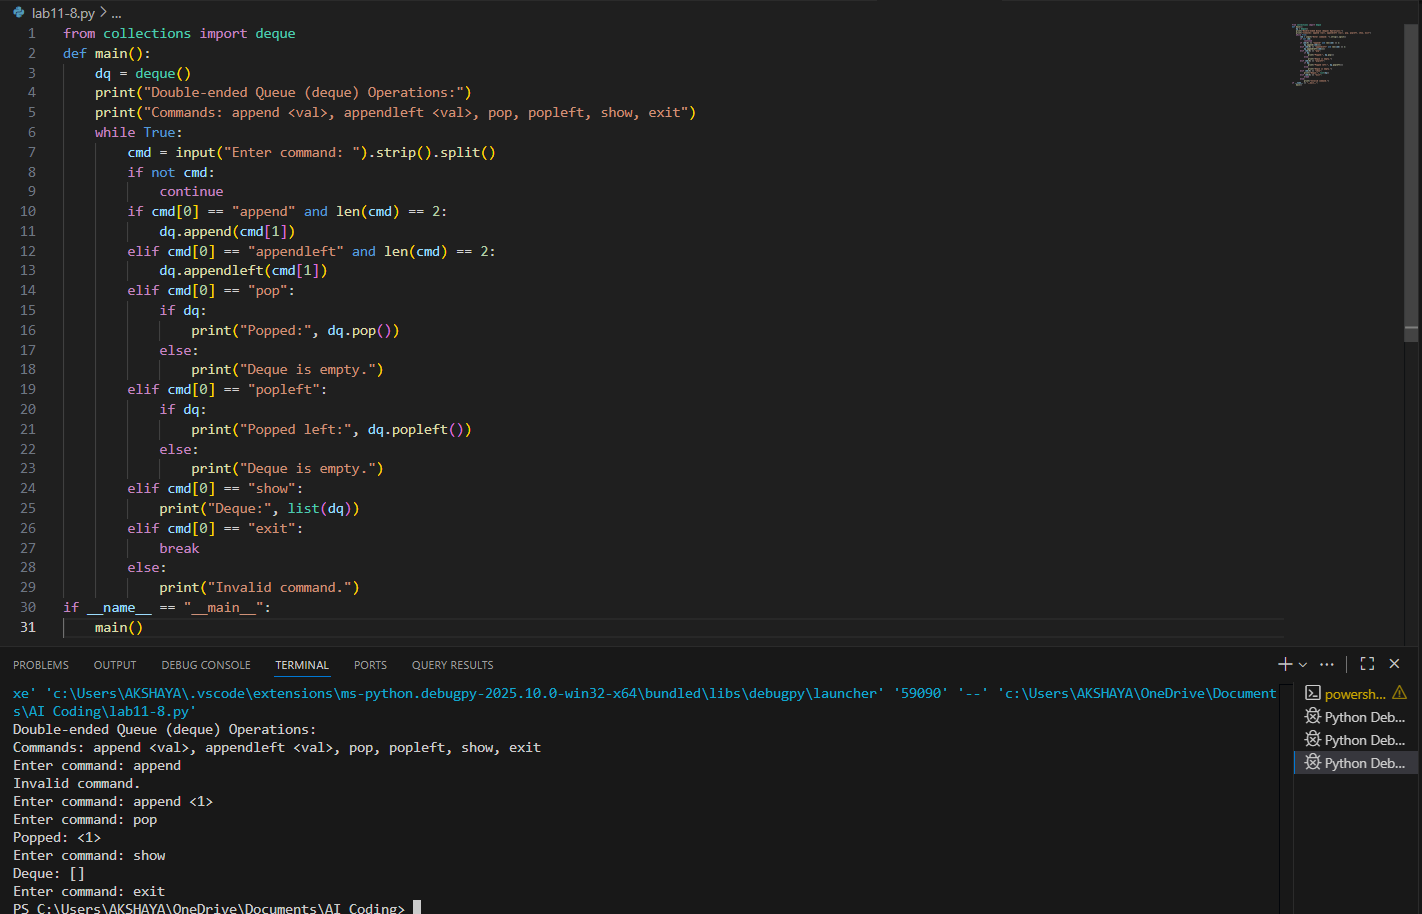 lab11-8.py > ...
1 from collections import deque
2 def main():
3     dq = deque()
4     print("Double-ended Queue (deque) Operations:")
5     print("Commands: append <val>, appendleft <val>, pop, popleft, show, exit")
6     while True:
7         cmd = input("Enter command: ").strip().split()
8         if not cmd:
9             continue
10         if cmd[0] == "append" and len(cmd) == 2:
11             dq.append(cmd[1])
12         elif cmd[0] == "appendleft" and len(cmd) == 2:
13             dq.appendleft(cmd[1])
14         elif cmd[0] == "pop":
15             if dq:
16                 print("Popped:", dq.pop())
17             else:
18                 print("Deque is empty.")
19         elif cmd[0] == "popleft":
20             if dq:
21                 print("Popped left:", dq.popleft())
22             else:
23                 print("Deque is empty.")
24         elif cmd[0] == "show":
25             print("Deque:", list(dq))
26         elif cmd[0] == "exit":
27             break
28         else:
29             print("Invalid command.")
30 if __name__ == "__main__":
31     main()
PROBLEMS OUTPUT DEBUG CONSOLE TERMINAL PORTS QUERY RESULTS
xe' 'c:\Users\AKSHAYA\.vscode\extensions\ms-python.debugpy-2025.10.0-win32-x64\bundled\libs\debugpy\launcher' '59090' '--' 'c:\Users\AKSHAYA\OneDrive\Document
s\AI Coding\lab11-8.py'
Double-ended Queue (deque) Operations:
Commands: append <val>, appendleft <val>, pop, popleft, show, exit
Enter command: append
Invalid command.
Enter command: append <1>
Enter command: pop
Popped: <1>
Enter command: show
Deque: []
Enter command: exit
PS C:\Users\AKSHAYA\OneDrive\Documents\AI Coding>
powersh...
Python Deb...
Python Deb...
Python Deb...